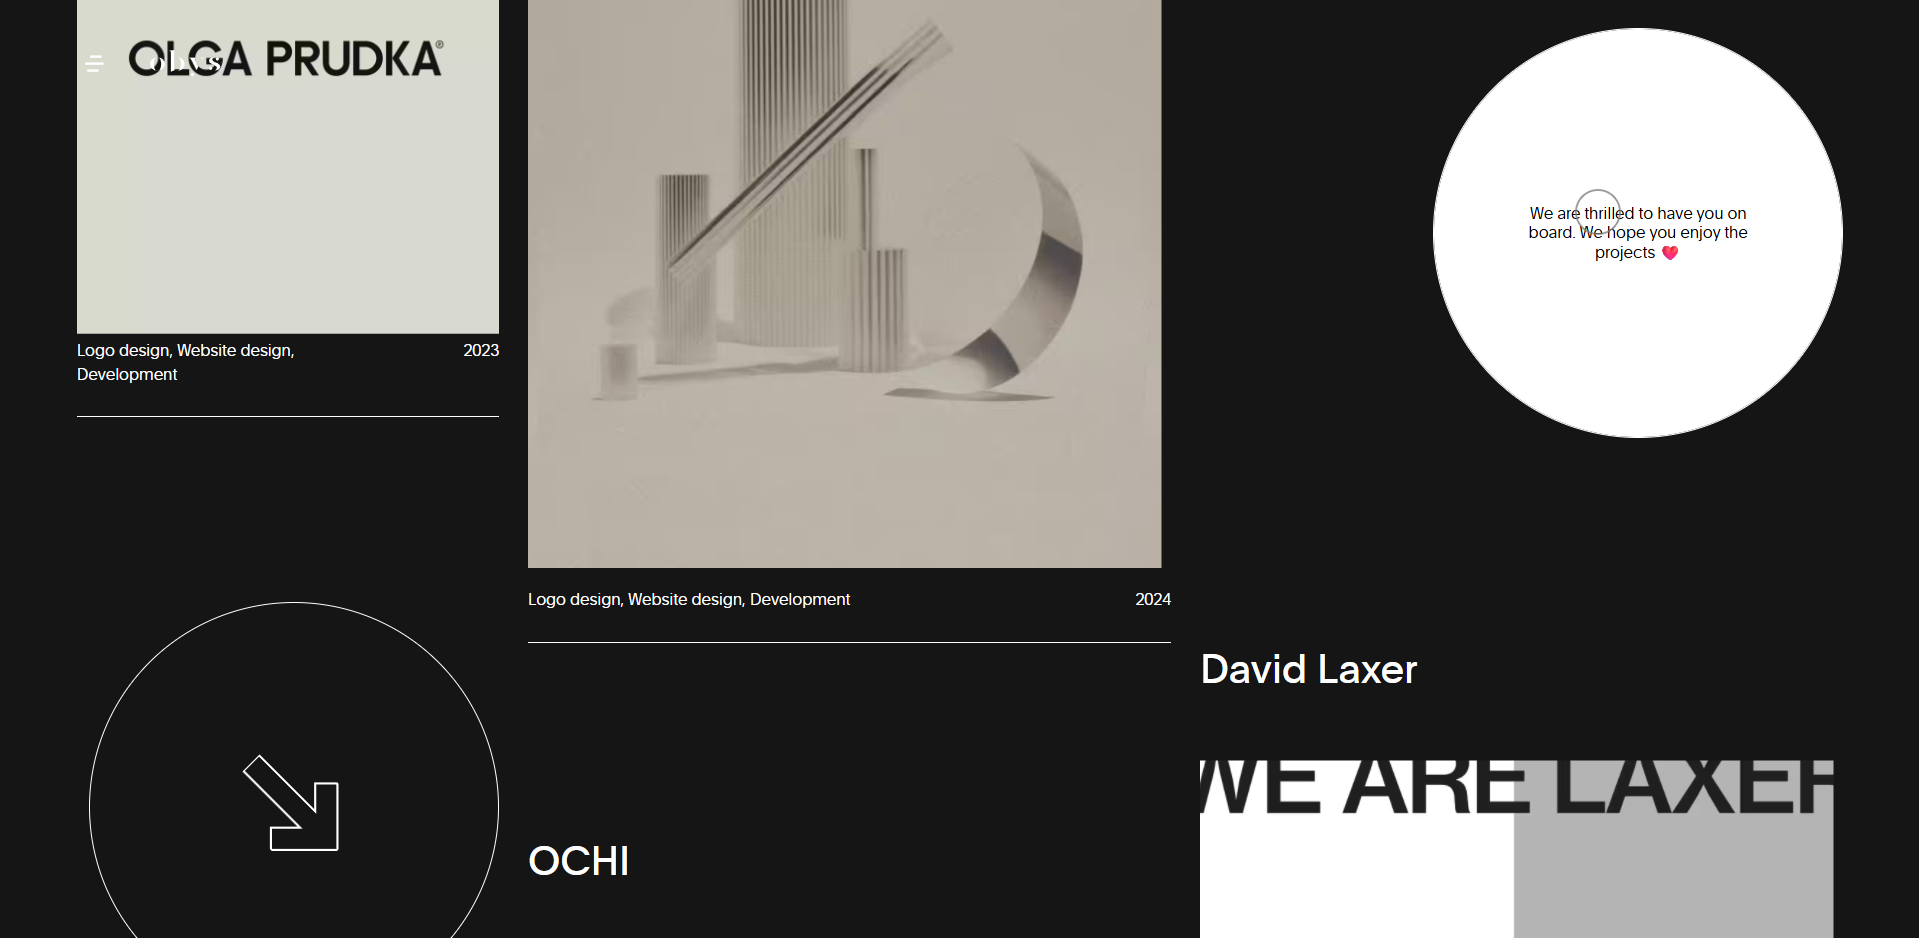 OLGA PRUDKA®
obys
Logo design, Website design,
Development
2023
Logo design, Website design, Development
2024
We are thrilled to have you on
board. We hope you enjoy the
projects ❤️
David Laxer
WE ARE LAXER
OCHI